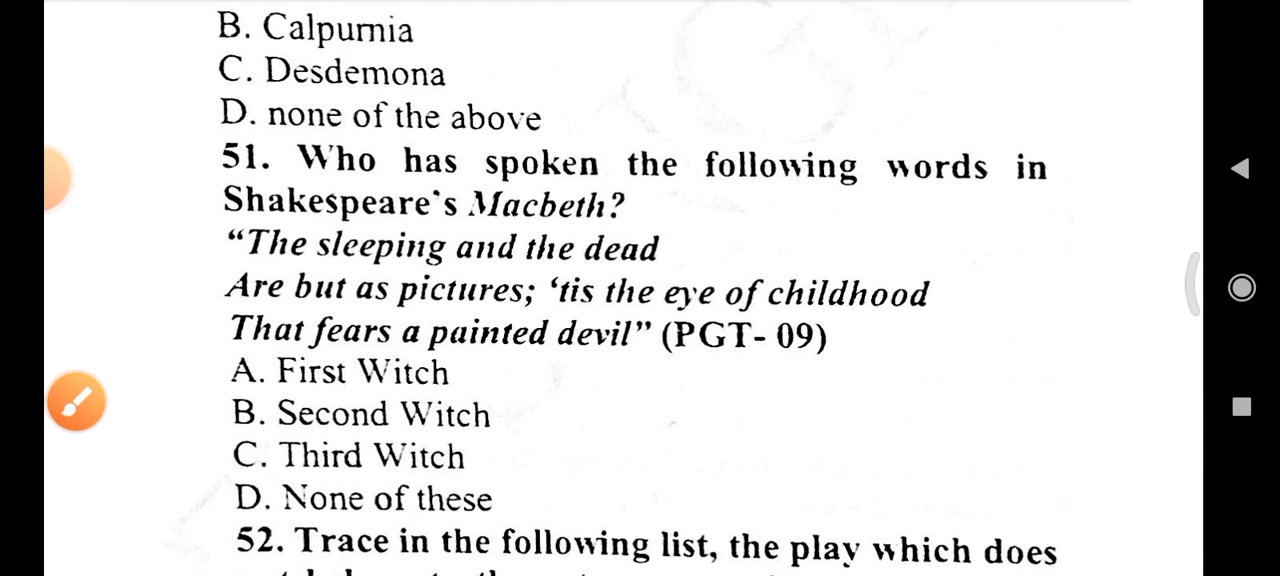 B. Calpurnia
C. Desdemona
D. none of the above
51. Who has spoken the following words in
Shakespeare's Macbeth?
“The sleeping and the dead
Are but as pictures; ‘tis the eye of childhood
That fears a painted devil” (PGT- 09)
A. First Witch
B. Second Witch
C. Third Witch
D. None of these
52. Trace in the following list, the play which does